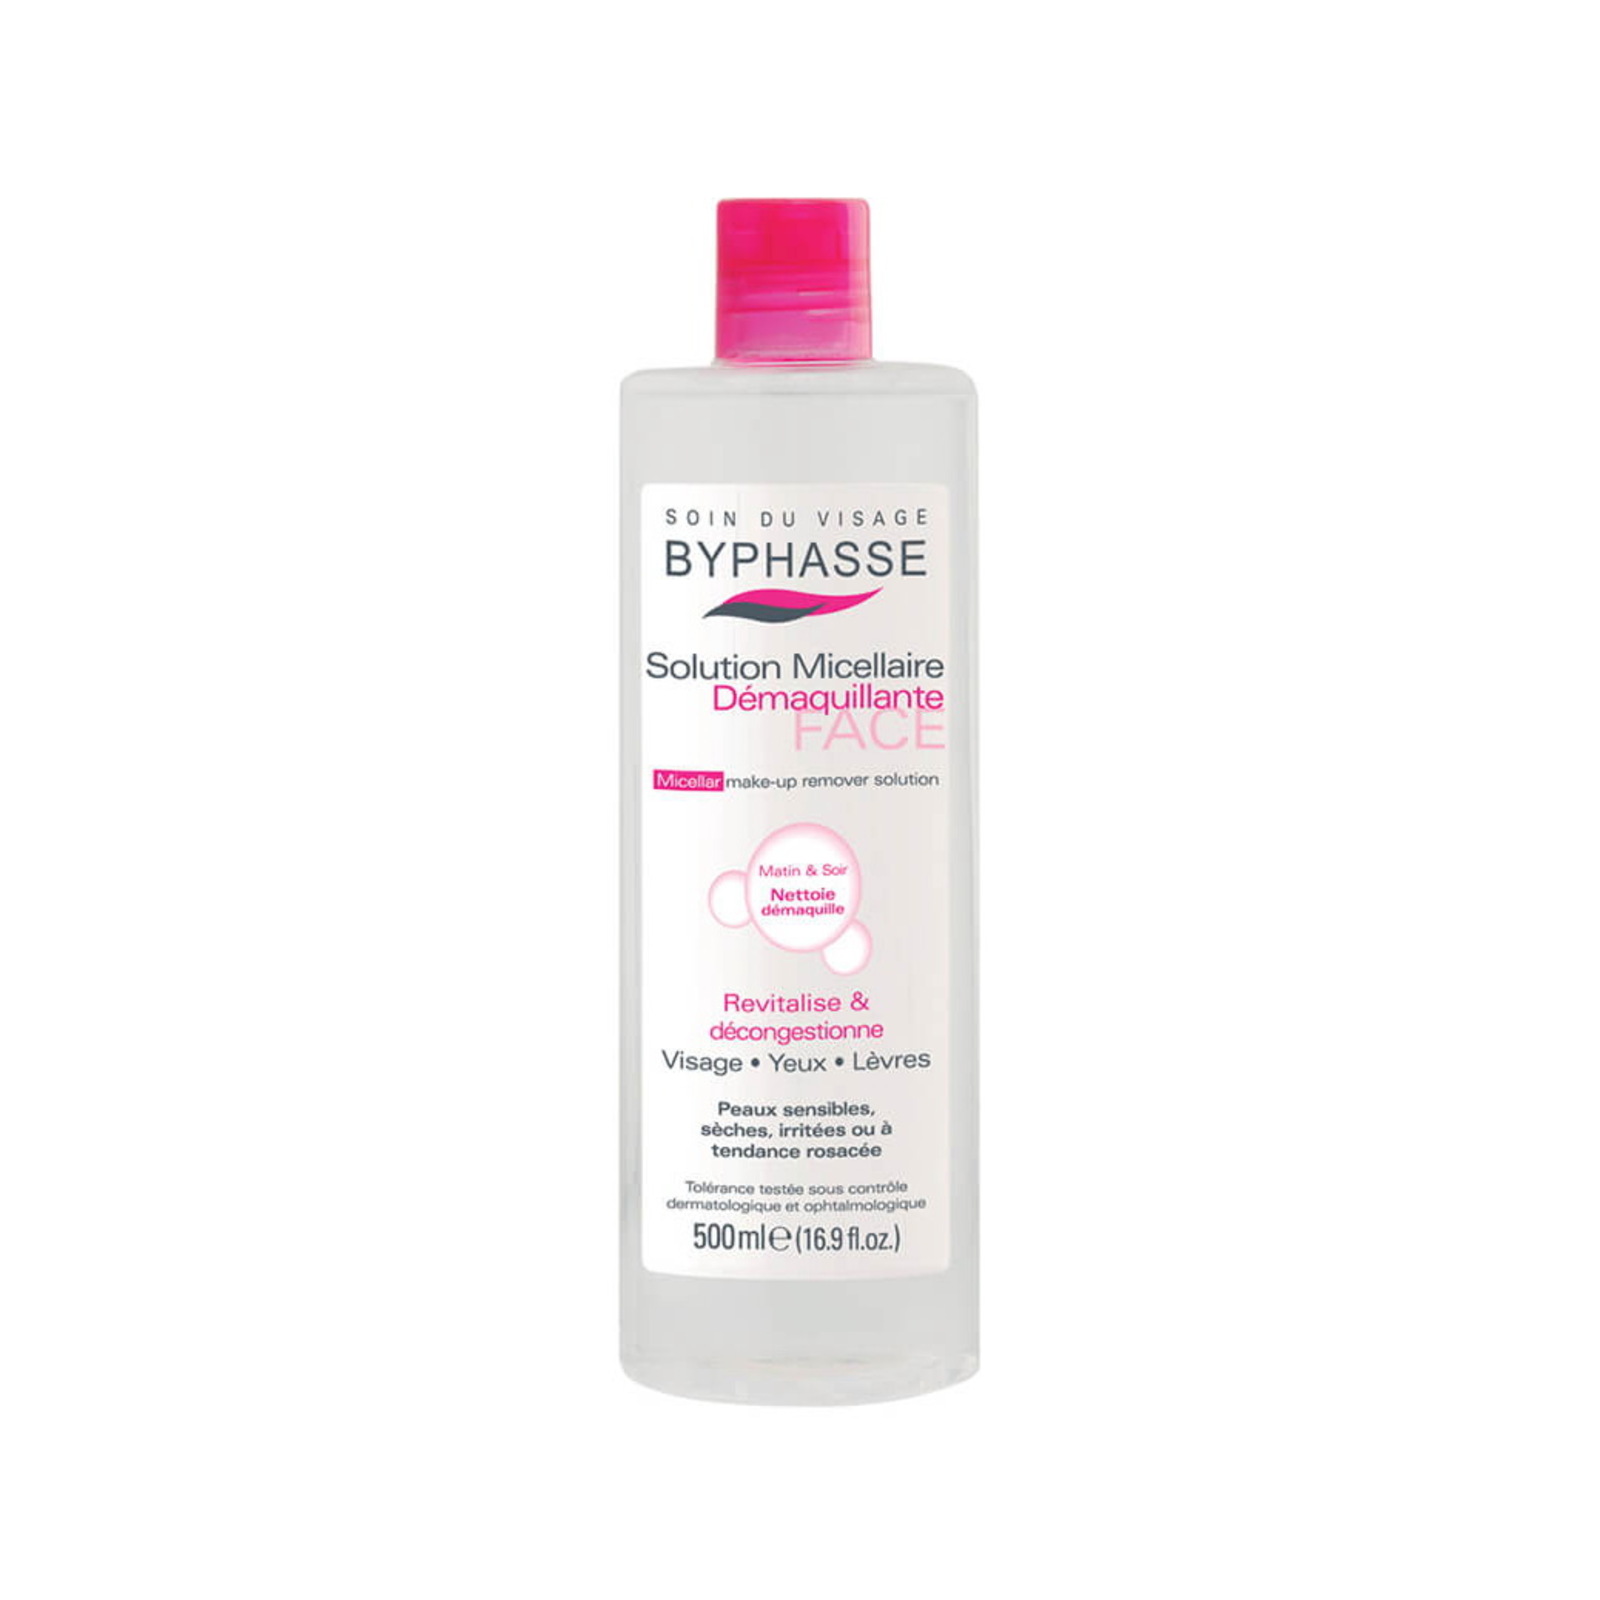 SOIN DU VISAGE
BYPHASSE
Solution Micellaire
Démaquillante
FACE
Micellar make-up remover solution
Matin & Soir
Nettoie
démaquille
Revitalise &
décongestionne
Visage • Yeux • Lèvres
Peaux sensibles,
sèches, irritées ou à
tendance rosacée
Tolérance testée sous contrôle
dermatologique et ophtalmologique
500 ml ℮ (16.9 fl.oz.)